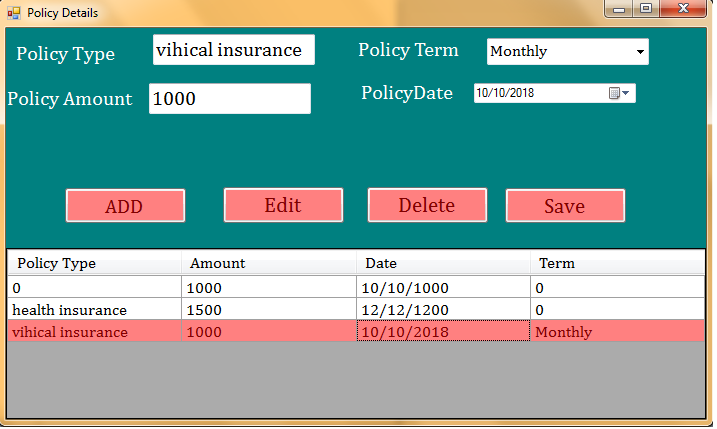 Policy Details
Policy Type vihical insurance Policy Term Monthly
Policy Amount 1000 PolicyDate 10/10/2018
ADD Edit Delete Save
Policy Type Amount Date Term
0 1000 10/10/1000 0
health insurance 1500 12/12/1200 0
vihical insurance 1000 10/10/2018 Monthly